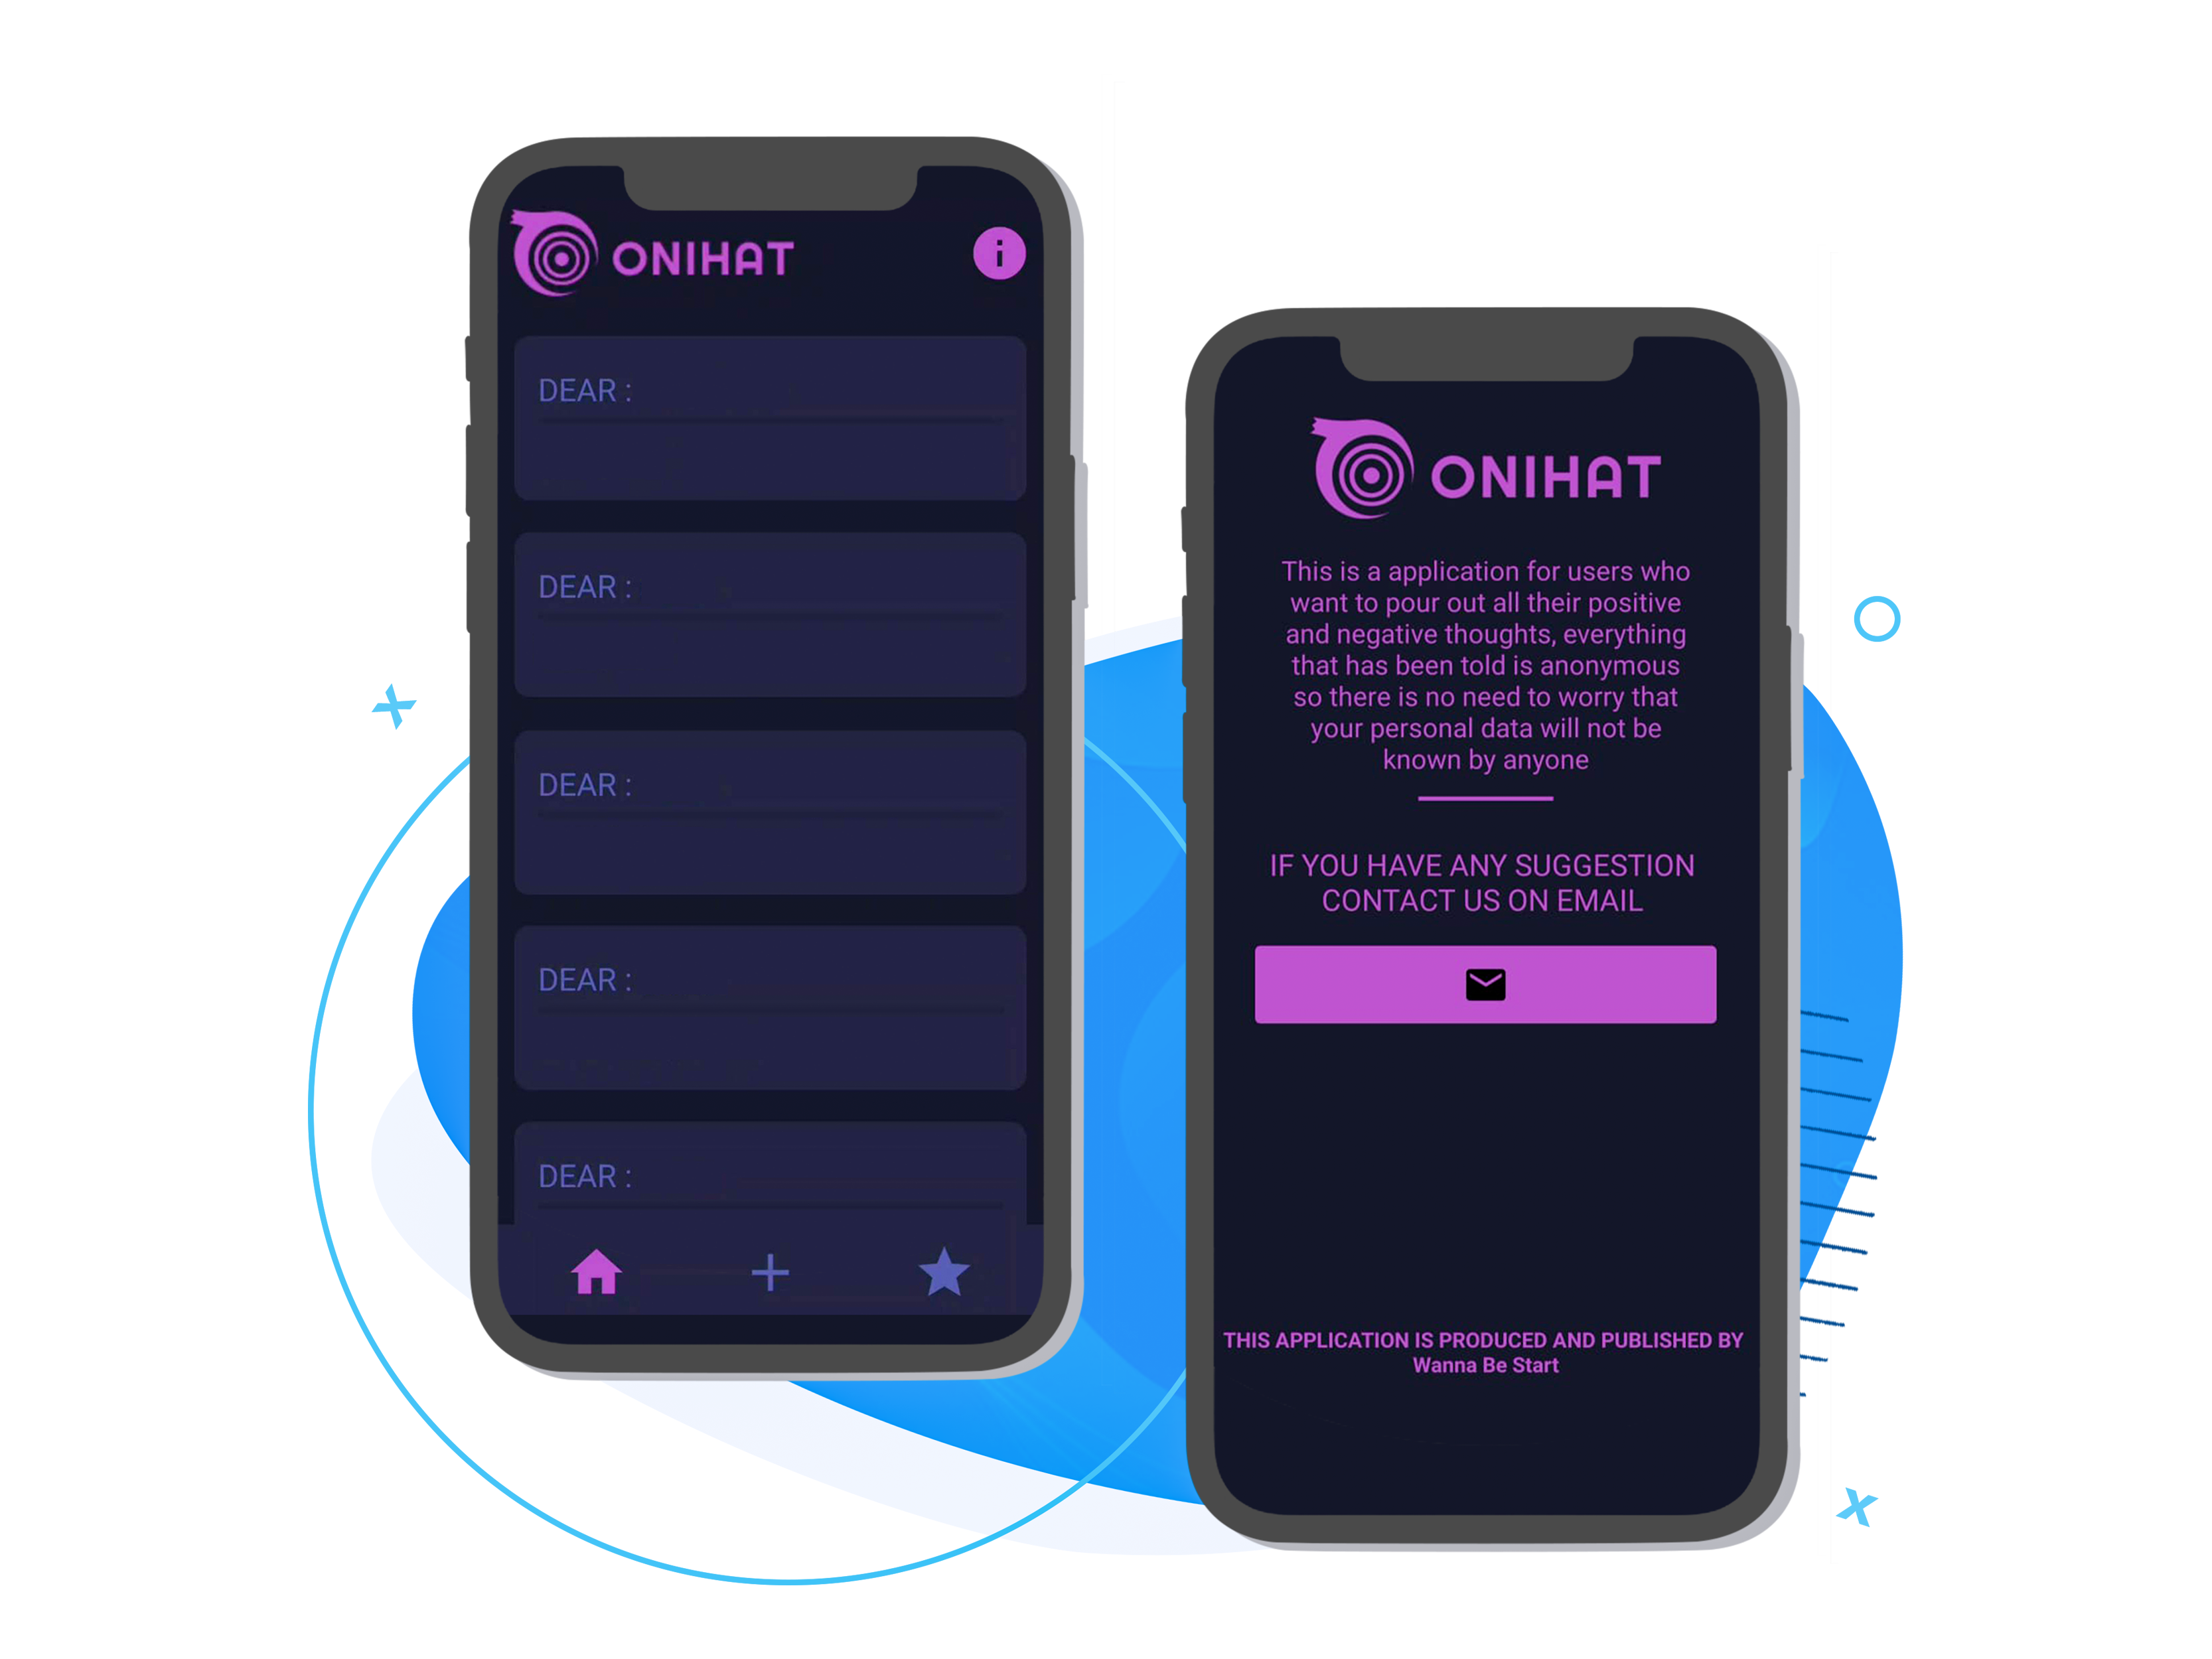 ONIHAT
i
DEAR :
DEAR :
DEAR :
DEAR :
DEAR :
ONIHAT
This is a application for users who
want to pour out all their positive
and negative thoughts, everything
that has been told is anonymous
so there is no need to worry that
your personal data will not be
known by anyone
IF YOU HAVE ANY SUGGESTION
CONTACT US ON EMAIL
THIS APPLICATION IS PRODUCED AND PUBLISHED BY
Wanna Be Start